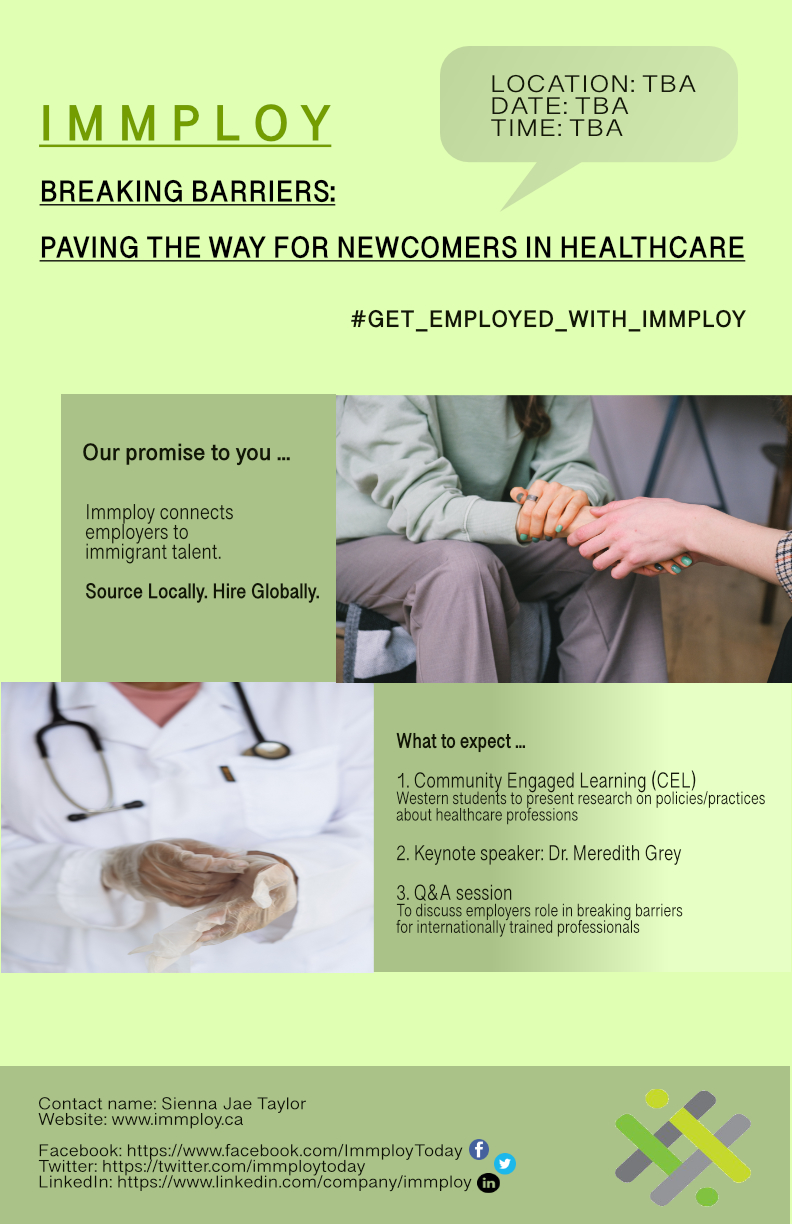 LOCATION: TBA
DATE: TBA
TIME: TBA
IMMPLOY
BREAKING BARRIERS:
PAVING THE WAY FOR NEWCOMERS IN HEALTHCARE
#GET_EMPLOYED_WITH_IMMPLOY
Our promise to you ...
Immploy connects
employers to
immigrant talent.
Source Locally. Hire Globally.
What to expect ...
1. Community Engaged Learning (CEL)
Western students to present research on policies/practices
about healthcare professions
2. Keynote speaker: Dr. Meredith Grey
3. Q&A session
To discuss employers role in breaking barriers
for internationally trained professionals
Contact name: Sienna Jae Taylor
Website: www.immploy.ca
Facebook: https://www.facebook.com/ImmployToday
Twitter: https://twitter.com/immploytoday
LinkedIn: https://www.linkedin.com/company/immploy